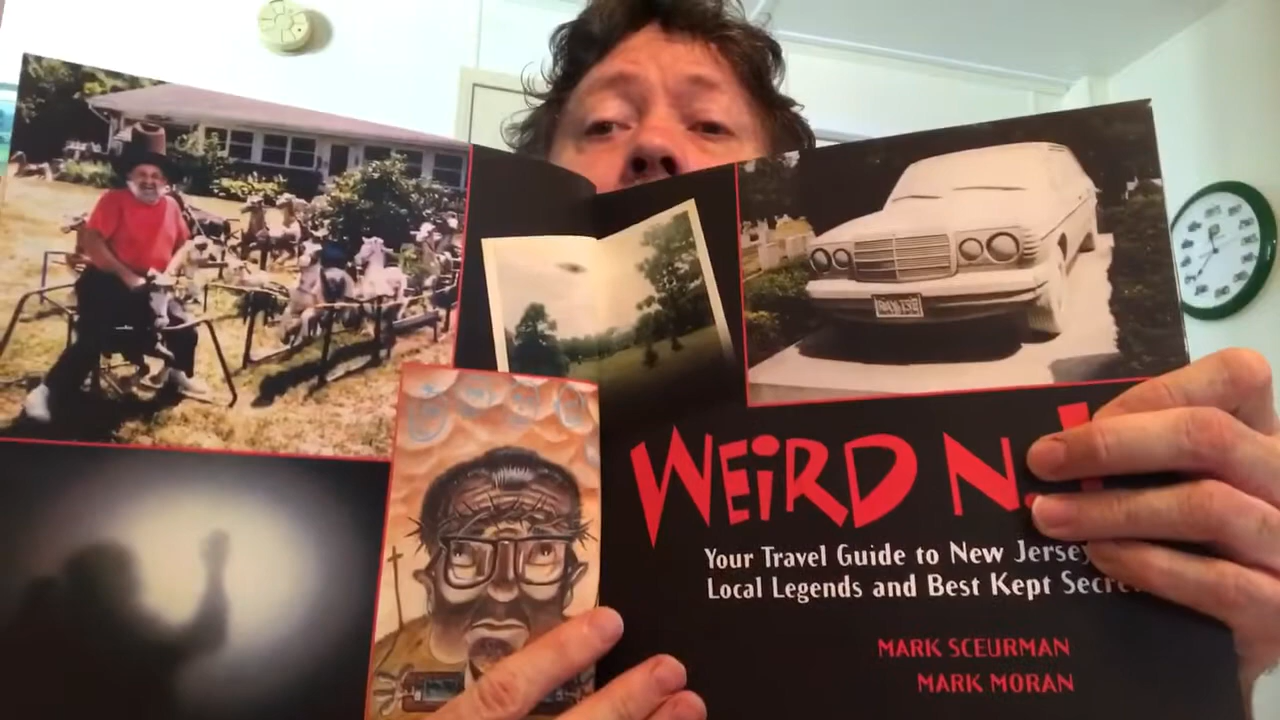 WEiRD N.
Your Travel Guide to New Jersey
Local Legends and Best Kept Secre
MARK SCEURMAN
MARK MORAN